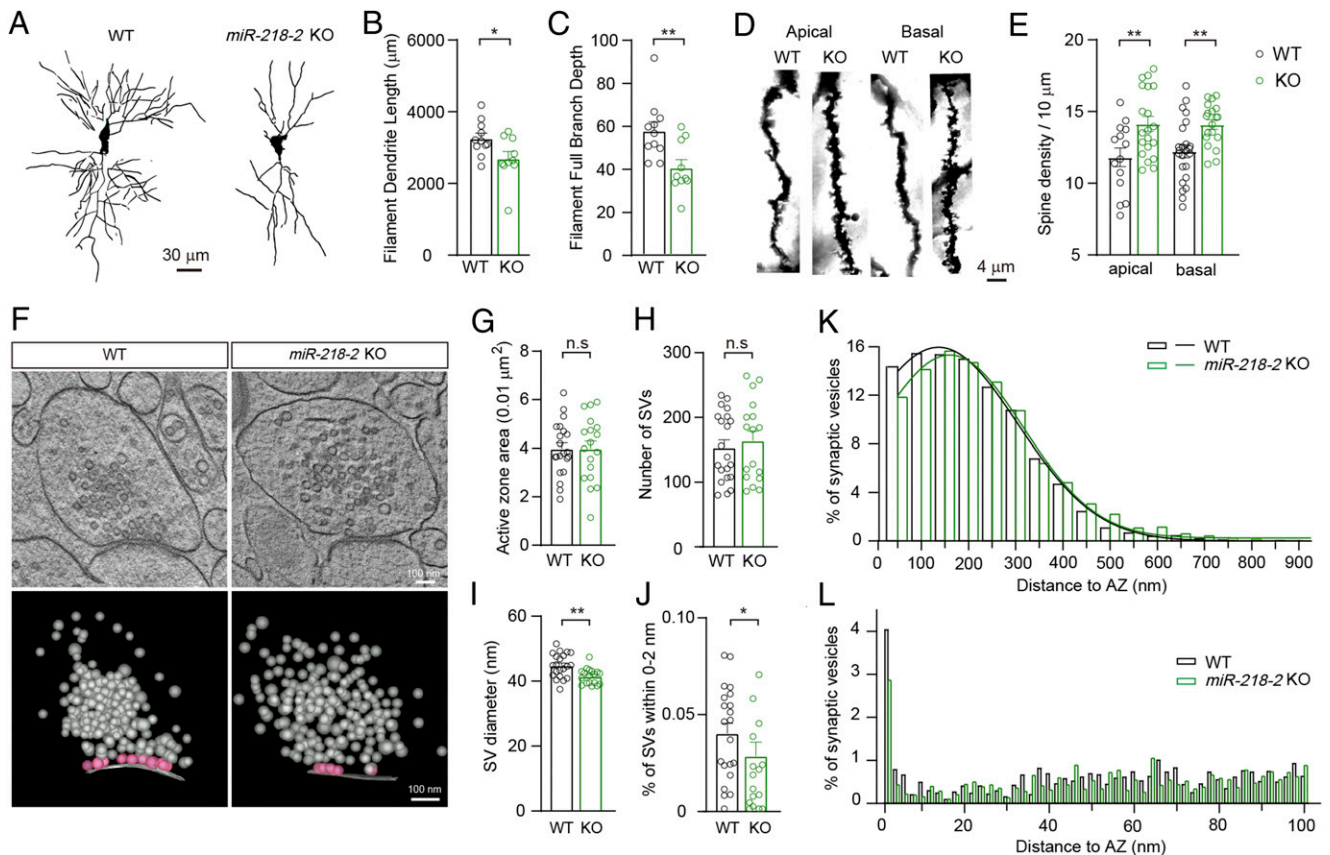 A
WT
miR-218-2 KO
30 μm
B
Filament Dendrite Length (μm)
6000
4000
2000
0
*
WT KO
C
Filament Full Branch Depth
100
80
60
40
20
0
**
WT KO
D
Apical Basal
WT KO WT KO
4 μm
E
Spine density / 10 μm
20
15
10
5
** **
apical basal
WT
KO
F
WT
miR-218-2 KO
100 nm
100 nm
G
Active zone area (0.01 μm²)
8
6
4
2
0
n.s
WT KO
H
Number of SVs
300
200
100
0
n.s
WT KO
I
SV diameter (nm)
60
40
20
0
**
WT KO
J
% of SVs within 0-2 nm
0.10
0.05
0
*
WT KO
K
% of synaptic vesicles
16
12
8
4
0
0 100 200 300 400 500 600 700 800 900
Distance to AZ (nm)
WT
miR-218-2 KO
L
% of synaptic vesicles
4
3
2
1
0
0 20 40 60 80 100
Distance to AZ (nm)
WT
miR-218-2 KO